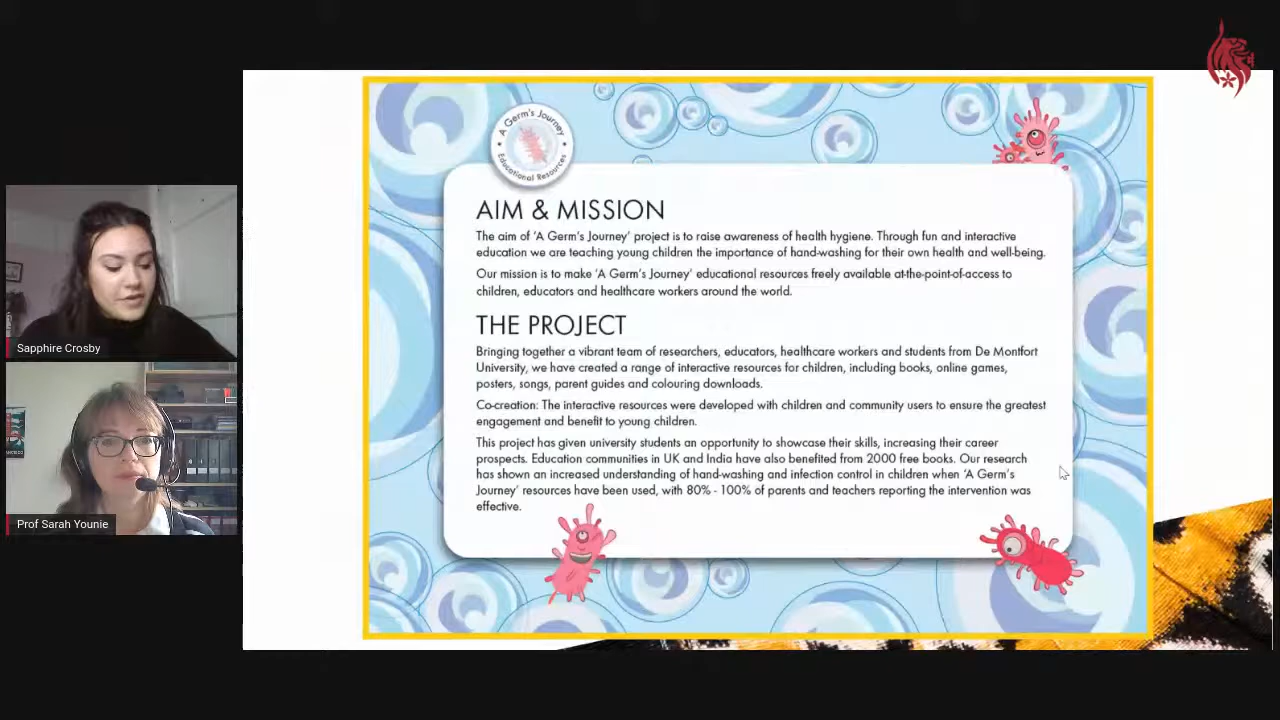 A Germ's Journey
Educational Resources
AIM & MISSION
The aim of 'A Germ's Journey' project is to raise awareness of health hygiene. Through fun and interactive
education we are teaching young children the importance of hand-washing for their own health and well-being.
Our mission is to make 'A Germ's Journey' educational resources freely available at-the-point-of-access to
children, educators and healthcare workers around the world.
THE PROJECT
Bringing together a vibrant team of researchers, educators, healthcare workers and students from De Montfort
University, we have created a range of interactive resources for children, including books, online games,
posters, songs, parent guides and colouring downloads.
Co-creation: The interactive resources were developed with children and community users to ensure the greatest
engagement and benefit to young children.
This project has given university students an opportunity to showcase their skills, increasing their career
prospects. Education communities in UK and India have also benefited from 2000 free books. Our research
has shown an increased understanding of hand-washing and infection control in children when 'A Germ's
Journey' resources have been used, with 80% - 100% of parents and teachers reporting the intervention was
effective.
Sapphire Crosby
Prof Sarah Younie